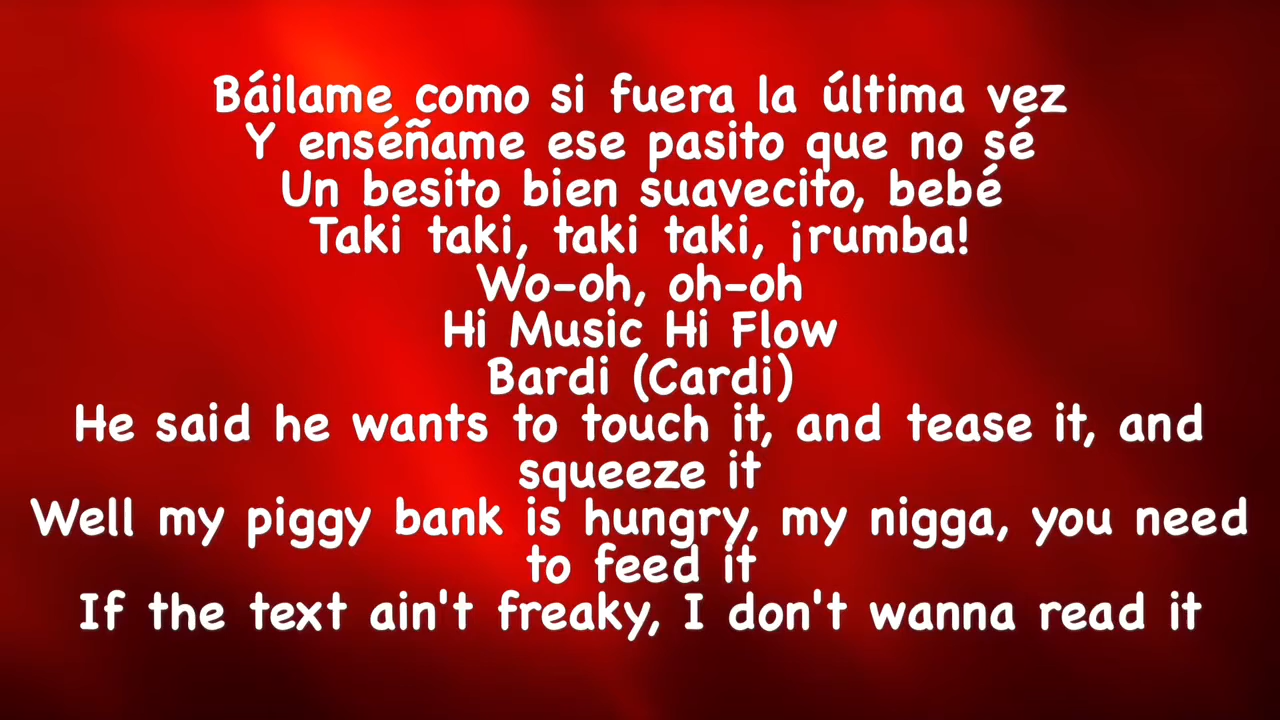 Báilame como si fuera la última vez
Y enséñame ese pasito que no sé
Un besito bien suavecito, bebé
Taki taki, taki taki, ¡rumba!
Wo-oh, oh-oh
Hi Music Hi Flow
Bardi (Cardi)
He said he wants to touch it, and tease it, and
squeeze it
Well my piggy bank is hungry, my nigga, you need
to feed it
If the text ain't freaky, I don't wanna read it